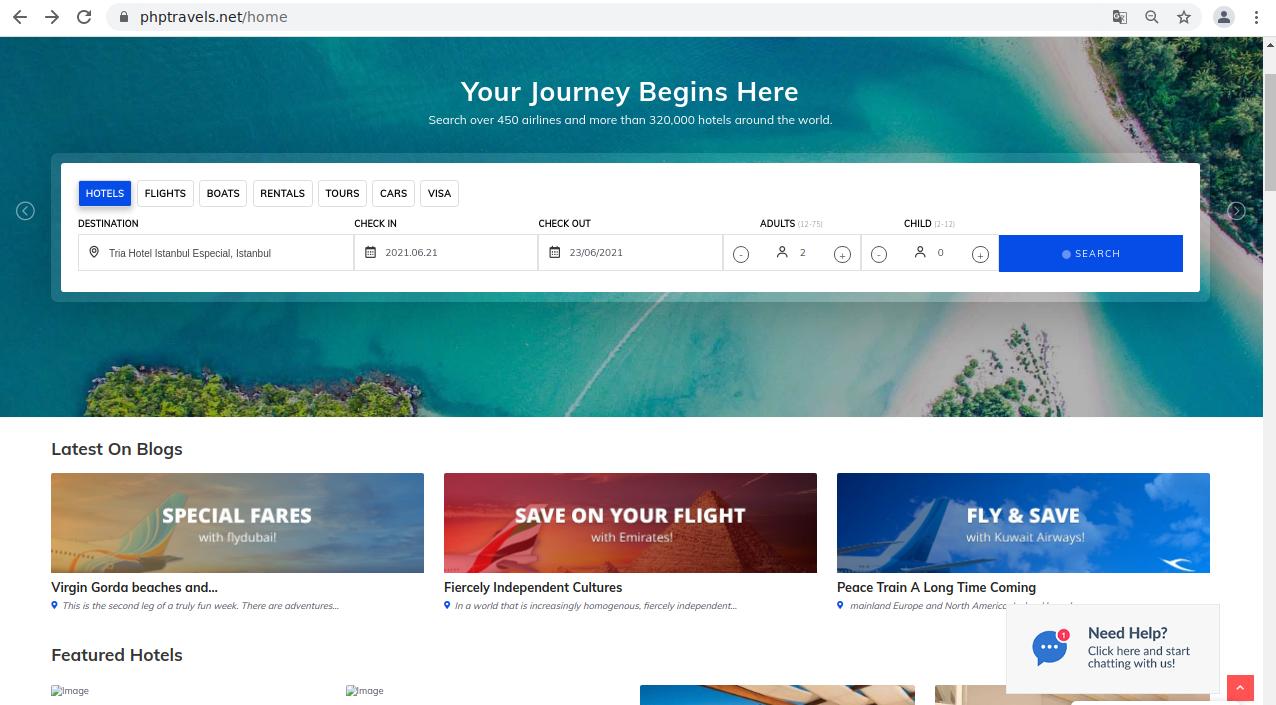 phptravels.net/home
Your Journey Begins Here
Search over 450 airlines and more than 320,000 hotels around the world.
HOTELS FLIGHTS BOATS RENTALS TOURS CARS VISA
DESTINATION CHECK IN CHECK OUT ADULTS (12-75) CHILD (2-12)
Tria Hotel Istanbul Especial, Istanbul 2021.06.21 23/06/2021 - 2 + - 0 + SEARCH
Latest On Blogs
SPECIAL FARES
with flydubai!
SAVE ON YOUR FLIGHT
with Emirates!
FLY & SAVE
with Kuwait Airways!
Virgin Gorda beaches and...
This is the second leg of a truly fun week. There are adventures...
Fiercely Independent Cultures
In a world that is increasingly homogenous, fiercely independent...
Peace Train A Long Time Coming
mainland Europe and North America
1
Need Help?
Click here and start
chatting with us!
Featured Hotels
Image
Image